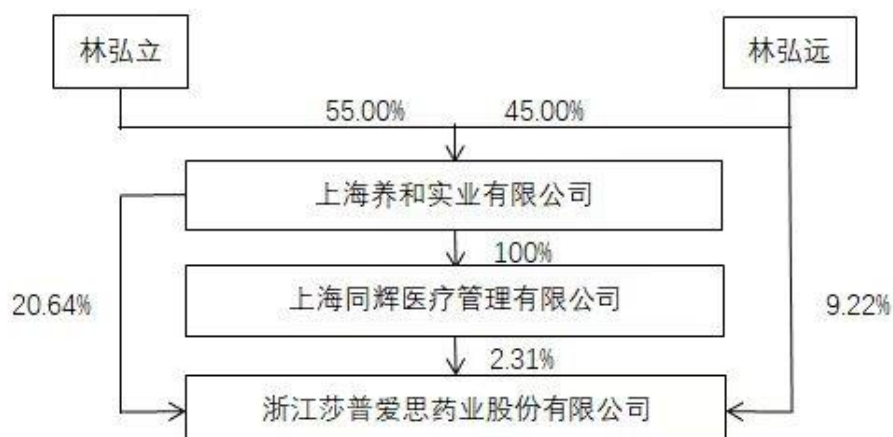 林弘立
林弘远
55.00%
45.00%
上海养和实业有限公司
100%
上海同辉医疗管理有限公司
20.64%
9.22%
2.31%
浙江莎普爱思药业股份有限公司